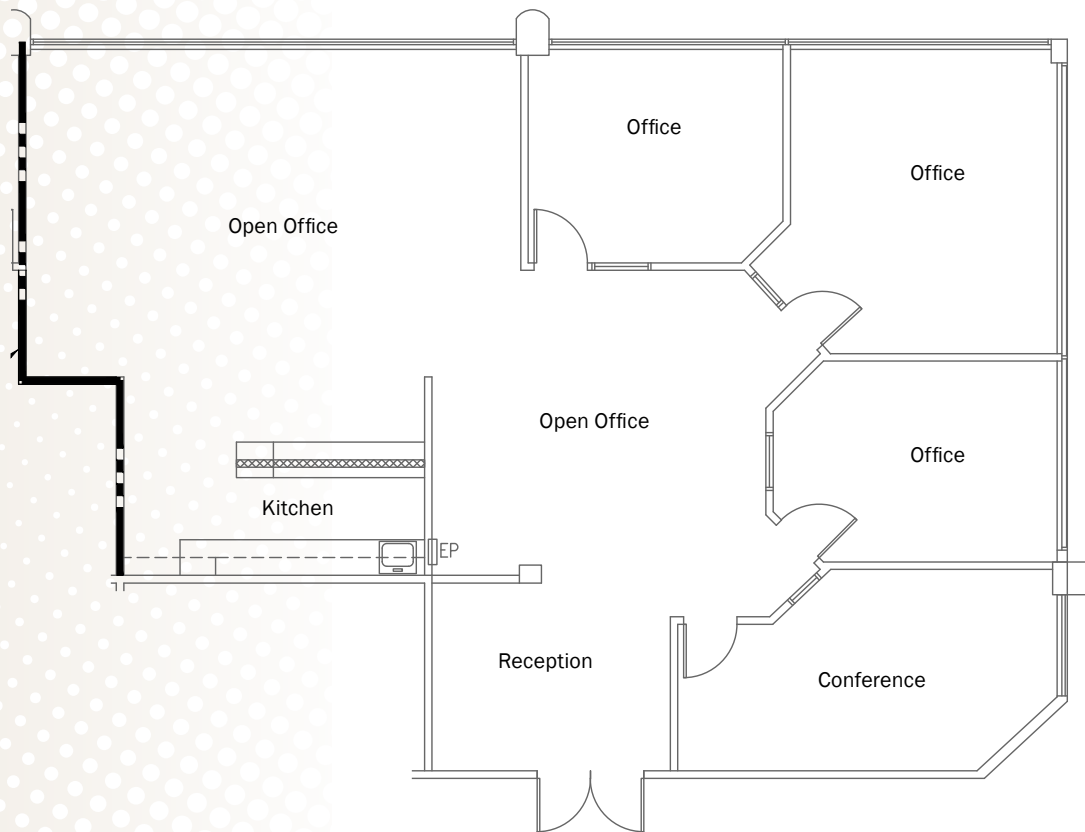 Office
Office
Open Office
Open Office
Office
Kitchen
EP
Reception
Conference